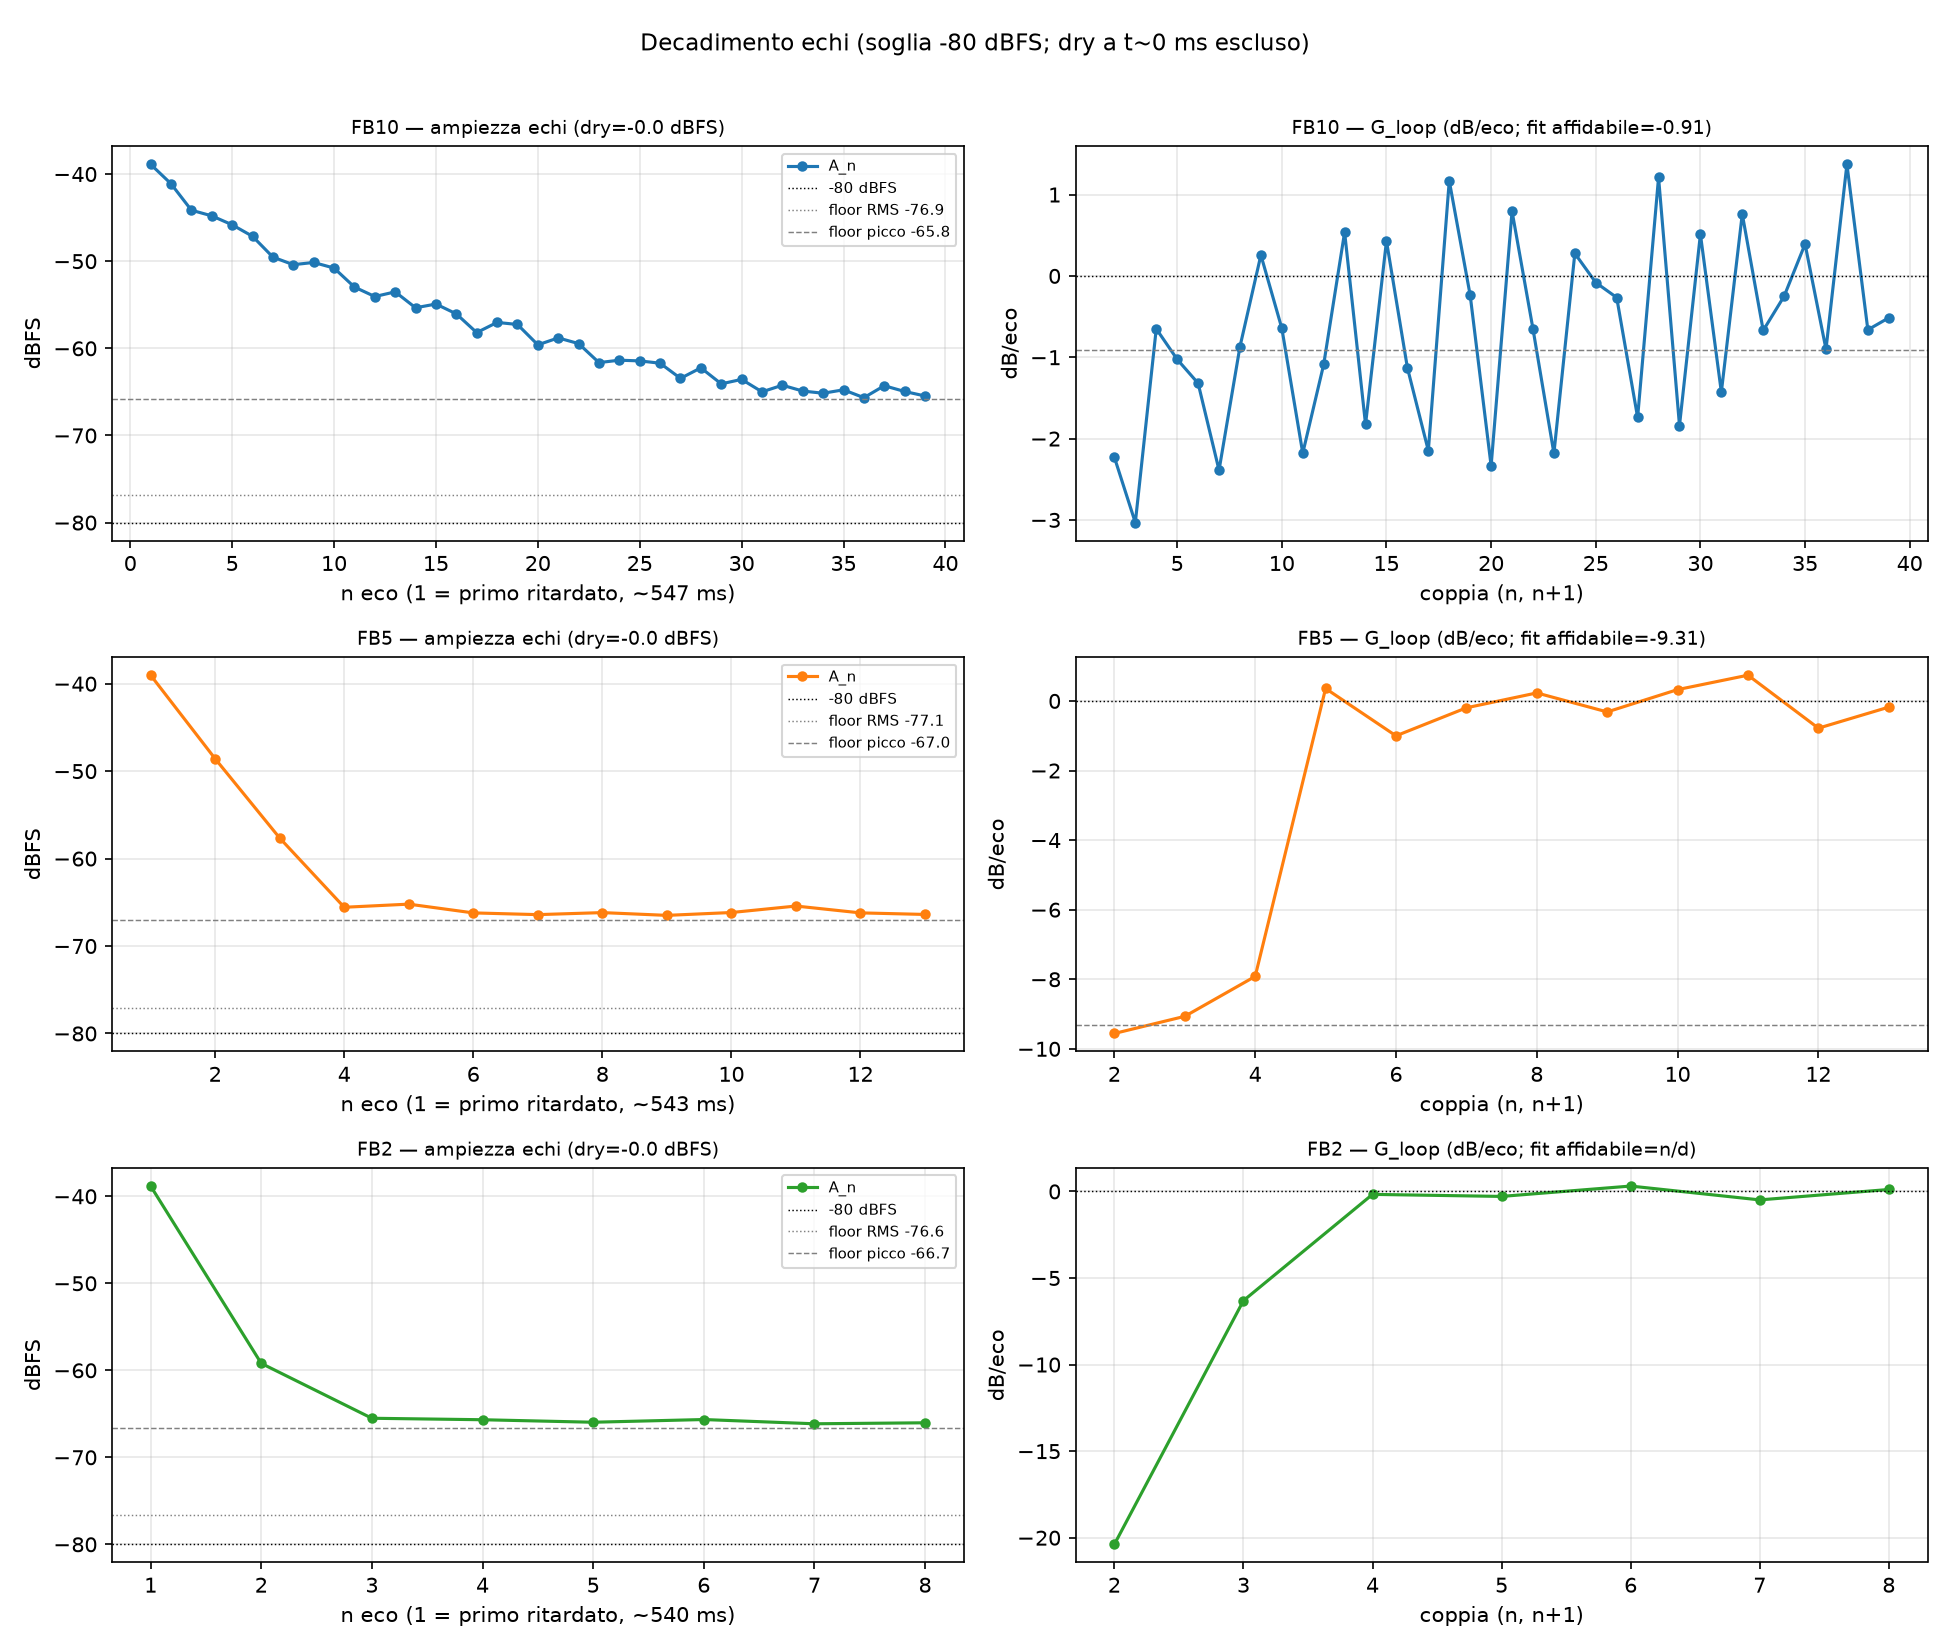 Decadimento echi (soglia -80 dBFS; dry a t~0 ms escluso)
FB10 — ampiezza echi (dry=-0.0 dBFS)
−40
−50
−60
−70
−80
dBFS
A_n
-80 dBFS
floor RMS -76.9
floor picco -65.8
0 5 10 15 20 25 30 35 40
n eco (1 = primo ritardato, ~547 ms)
FB10 — G_loop (dB/eco; fit affidabile=-0.91)
1
0
−1
−2
−3
dB/eco
5 10 15 20 25 30 35 40
coppia (n, n+1)
FB5 — ampiezza echi (dry=-0.0 dBFS)
−40
−50
−60
−70
−80
dBFS
A_n
-80 dBFS
floor RMS -77.1
floor picco -67.0
2 4 6 8 10 12
n eco (1 = primo ritardato, ~543 ms)
FB5 — G_loop (dB/eco; fit affidabile=-9.31)
0
−2
−4
−6
−8
−10
dB/eco
2 4 6 8 10 12
coppia (n, n+1)
FB2 — ampiezza echi (dry=-0.0 dBFS)
−40
−50
−60
−70
−80
dBFS
A_n
-80 dBFS
floor RMS -76.6
floor picco -66.7
1 2 3 4 5 6 7 8
n eco (1 = primo ritardato, ~540 ms)
FB2 — G_loop (dB/eco; fit affidabile=n/d)
0
−5
−10
−15
−20
dB/eco
2 3 4 5 6 7 8
coppia (n, n+1)